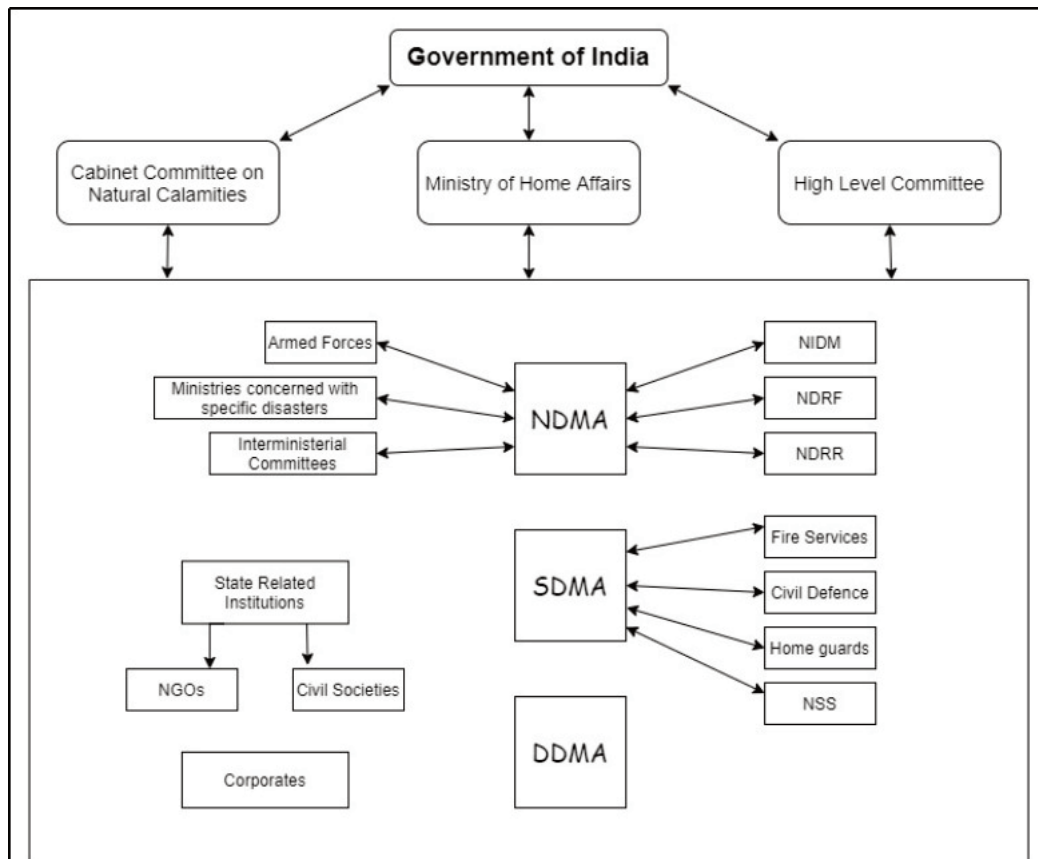 Government of India
Cabinet Committee on
Natural Calamities
Ministry of Home Affairs
High Level Committee
Armed Forces
Ministries concerned with
specific disasters
Interministerial
Committees
NDMA
NIDM
NDRF
NDRR
State Related
Institutions
NGOs
Civil Societies
Corporates
SDMA
Fire Services
Civil Defence
Home guards
NSS
DDMA